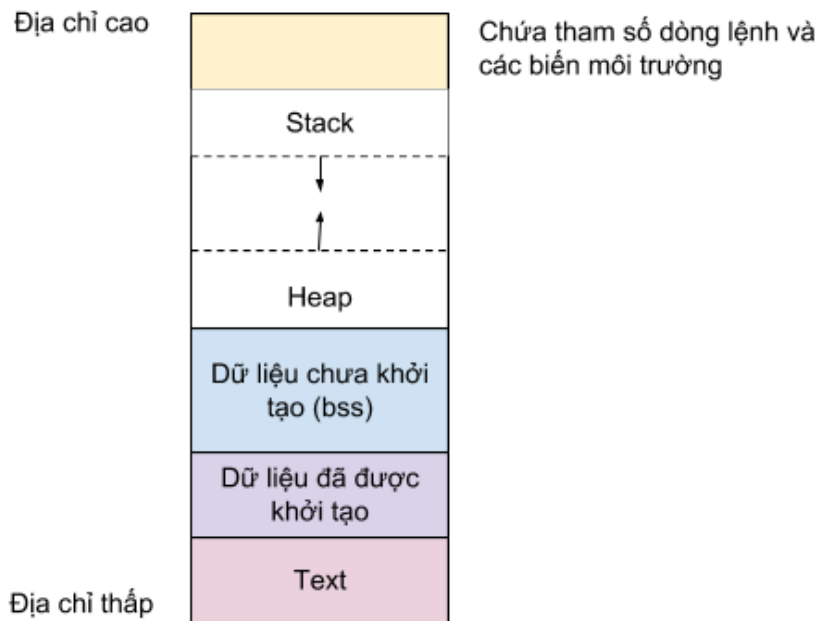 Địa chỉ cao
Chứa tham số dòng lệnh và
các biến môi trường
Stack
Heap
Dữ liệu chưa khởi
tạo (bss)
Dữ liệu đã được
khởi tạo
Text
Địa chỉ thấp